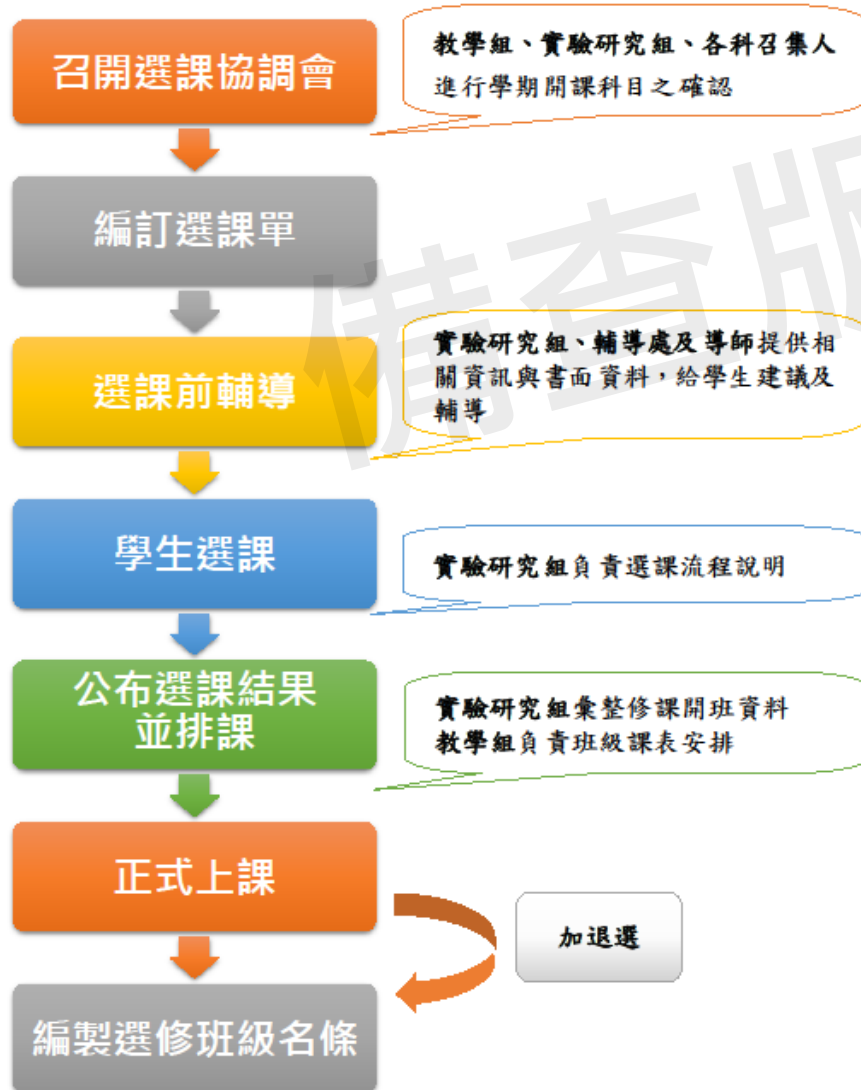 召開選課協調會
教學組、實驗研究組、各科召集人
進行學期開課科目之確認
編訂選課單
選課前輔導
實驗研究組、輔導處及導師提供相
關資訊與書面資料，給學生建議及
輔導
學生選課
實驗研究組負責選課流程說明
公布選課結果
並排課
實驗研究組彙整修課開班資料
教學組負責班級課表安排
正式上課
加退選
編製選修班級名條
備查版